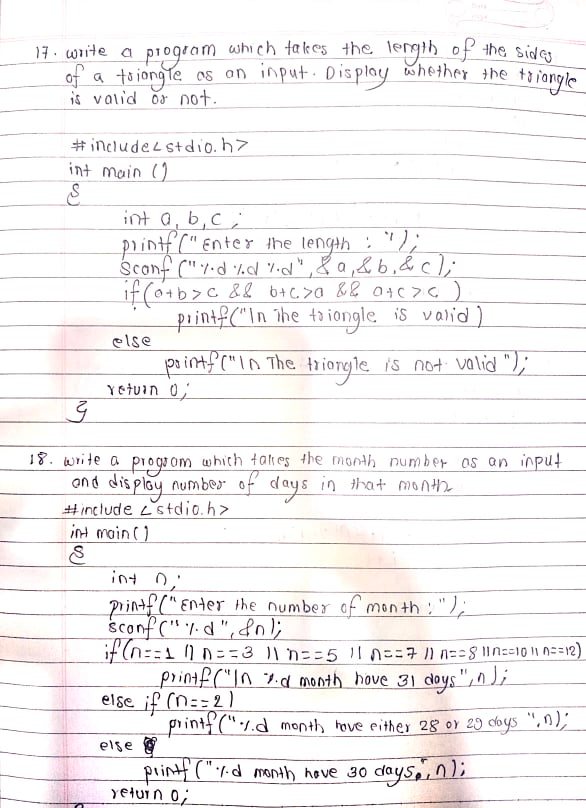 17. write a program which takes the length of the sides
of a triangle as an input. Display whether the triangle
is valid or not.
#include<stdio.h>
int main ()
{
int a, b, c ;
printf("Enter the length : ");
Scanf ("%d %d %d", &a, &b, & c);
if (a+b>c && b+c>a && a+c>c )
printf("\n The triangle is valid )
else
printf("\n The triangle is not valid ");
return 0;
}
18. write a program which takes the month number as an input
and display number of days in that month
#include <stdio.h>
int main()
{
int n;
printf("Enter the number of month : ");
scanf ("%d", &n);
if (n==1 || n==3 || n==5 || n==7 || n==8 || n==10 || n==12)
printf("\n %d month have 31 days", n);
else if (n==2)
printf("%d month have either 28 or 29 days ", n);
else
printf("%d month have 30 days.", n);
return 0;